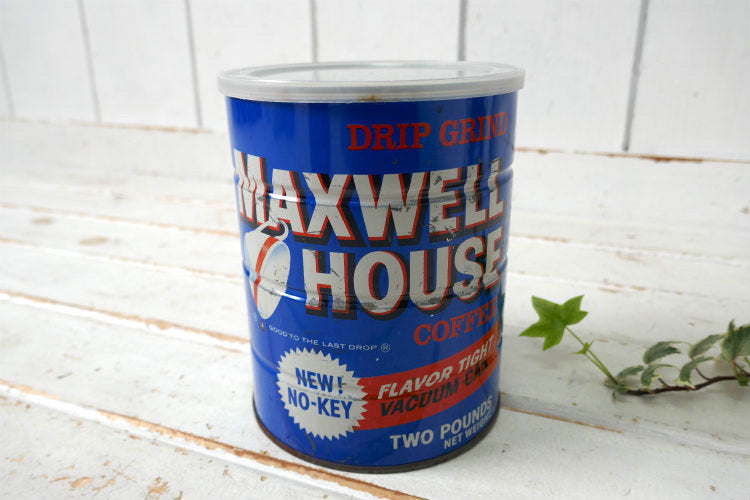 DRIP GRIND
MAXWELL
HOUSE
COFFEE
GOOD TO THE LAST DROP ®
NEW!
NO-KEY
FLAVOR TIGHT
VACUUM CAN
TWO POUNDS
NET WEIGHT